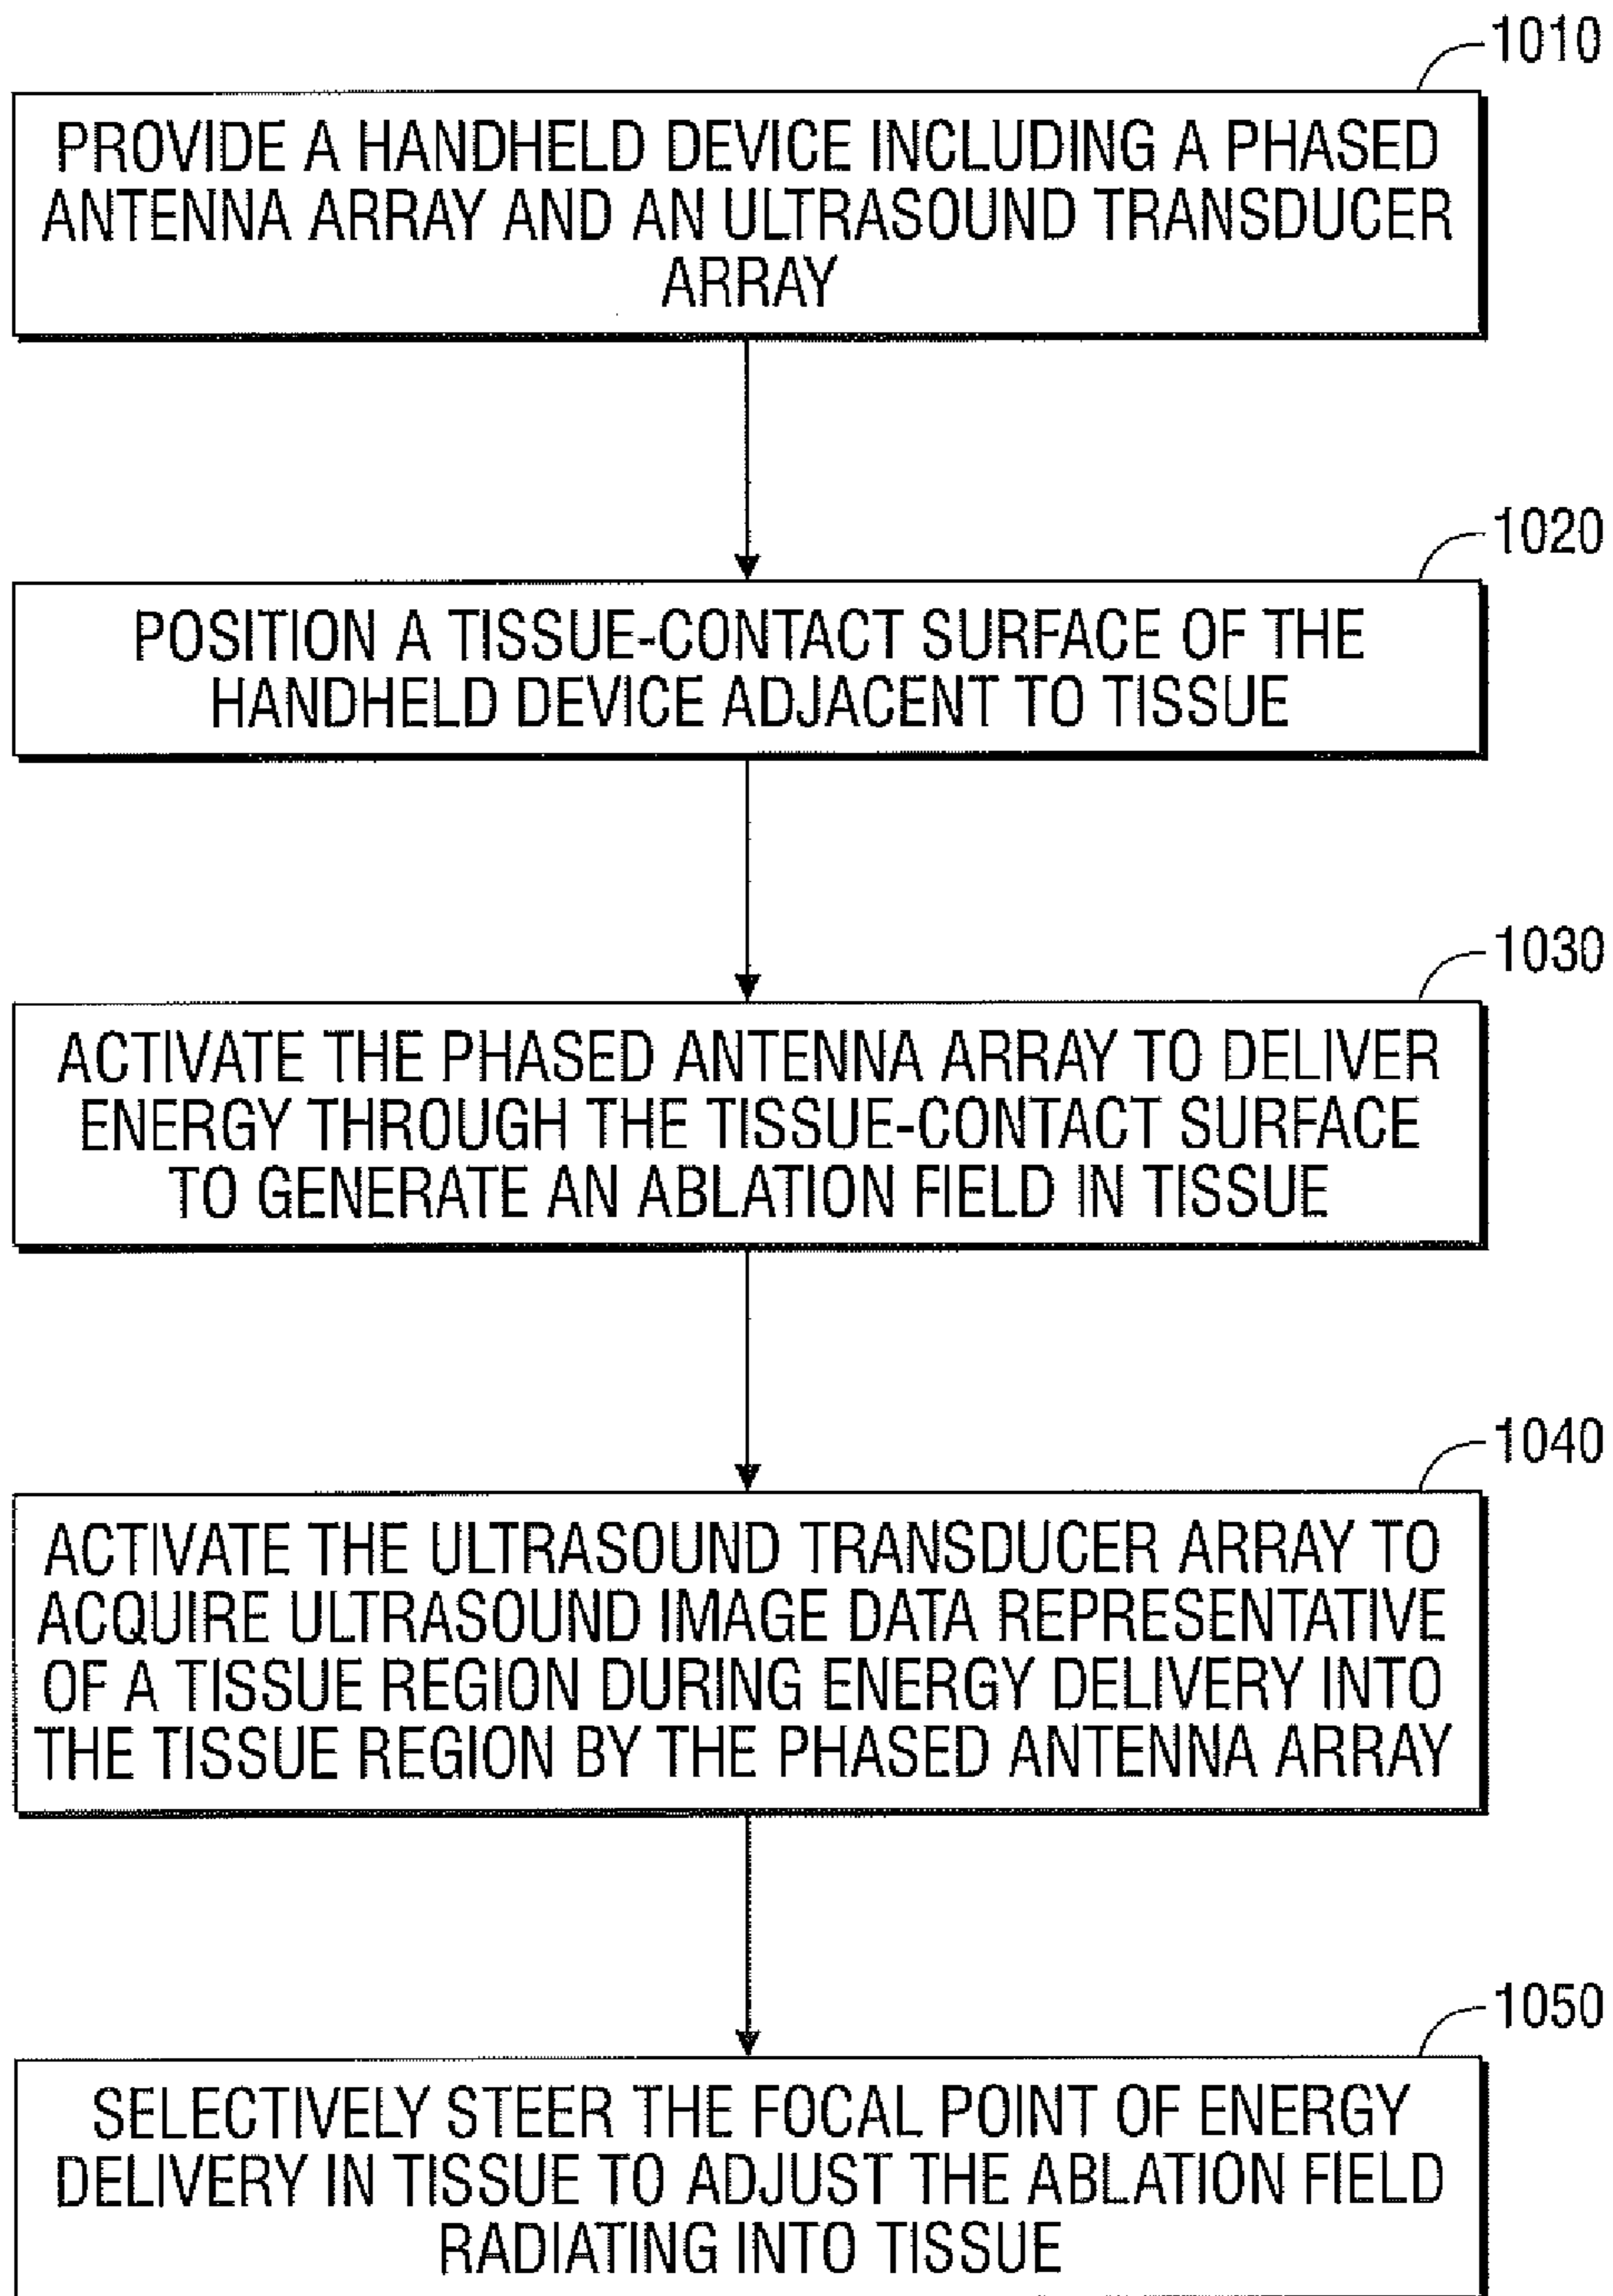 1010
PROVIDE A HANDHELD DEVICE INCLUDING A PHASED
ANTENNA ARRAY AND AN ULTRASOUND TRANSDUCER
ARRAY
1020
POSITION A TISSUE-CONTACT SURFACE OF THE
HANDHELD DEVICE ADJACENT TO TISSUE
1030
ACTIVATE THE PHASED ANTENNA ARRAY TO DELIVER
ENERGY THROUGH THE TISSUE-CONTACT SURFACE
TO GENERATE AN ABLATION FIELD IN TISSUE
1040
ACTIVATE THE ULTRASOUND TRANSDUCER ARRAY TO
ACQUIRE ULTRASOUND IMAGE DATA REPRESENTATIVE
OF A TISSUE REGION DURING ENERGY DELIVERY INTO
THE TISSUE REGION BY THE PHASED ANTENNA ARRAY
1050
SELECTIVELY STEER THE FOCAL POINT OF ENERGY
DELIVERY IN TISSUE TO ADJUST THE ABLATION FIELD
RADIATING INTO TISSUE